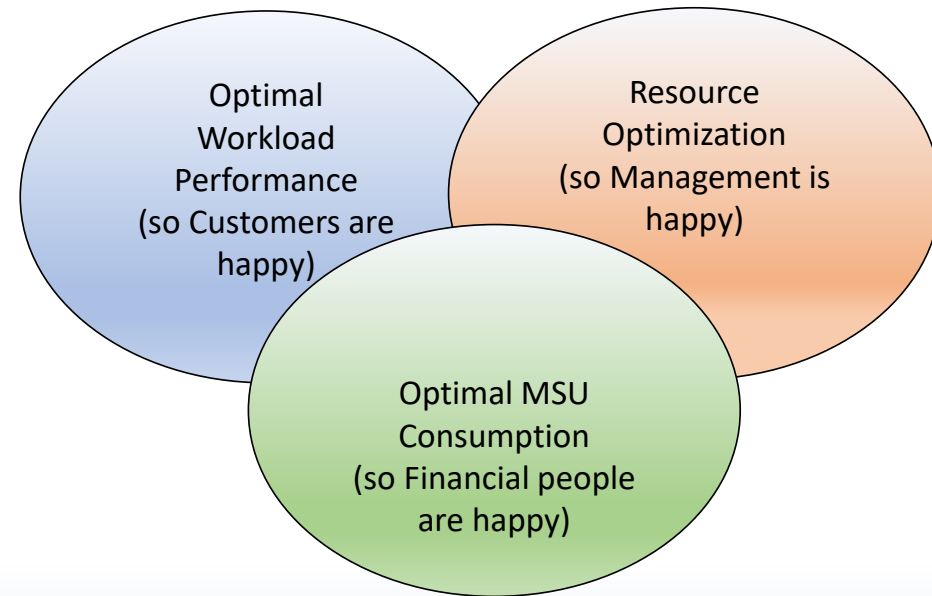 Optimal
Workload
Performance
(so Customers are
happy)
Resource
Optimization
(so Management is
happy)
Optimal MSU
Consumption
(so Financial people
are happy)